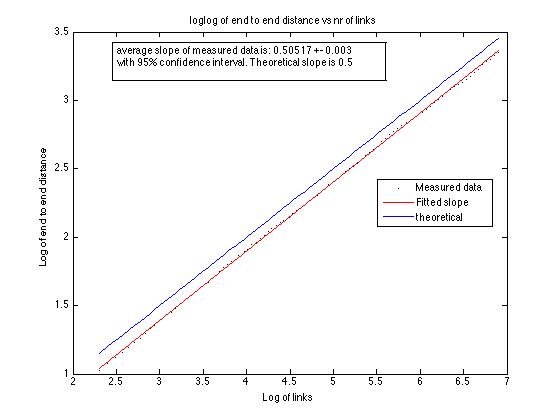 loglog of end to end distance vs nr of links
average slope of measured data is: 0.50517 +- 0.003
with 95% confidence interval. Theoretical slope is 0.5
3.5
3
2.5
2
1.5
1
Log of end to end distance
Measured data
Fitted slope
theoretical
2
2.5
3
3.5
4
4.5
5
5.5
6
6.5
7
Log of links